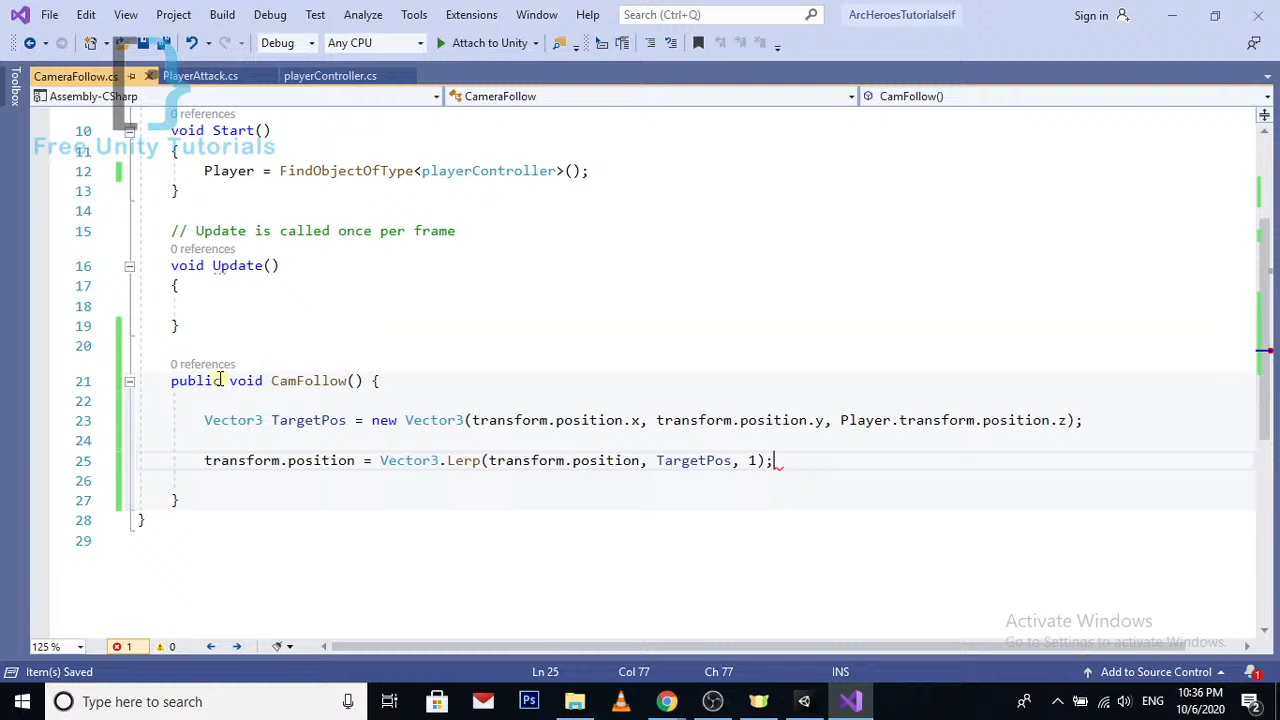 File Edit View Project Build Debug Test Analyze Tools Extensions Window Help Search (Ctrl+Q) ArcHeroesTutorialself Sign in
Debug Any CPU Attach to Unity
CameraFollow.cs PlayerAttack.cs playerController.cs
Assembly-CSharp CameraFollow CamFollow()
Toolbox
Free Unity Tutorials
0 references
10 void Start()
11 {
12 Player = FindObjectOfType<playerController>();
13 }
14
15 // Update is called once per frame
0 references
16 void Update()
17 {
18
19 }
20
0 references
21 public void CamFollow() {
22
23 Vector3 TargetPos = new Vector3(transform.position.x, transform.position.y, Player.transform.position.z);
24
25 transform.position = Vector3.Lerp(transform.position, TargetPos, 1);
26
27 }
28 }
29
Activate Windows
Go to Settings to activate Windows.
125 % 1 0
Item(s) Saved Ln 25 Col 77 Ch 77 INS Add to Source Control 1
Type here to search Ps ENG 10:36 PM
10/6/2020 2